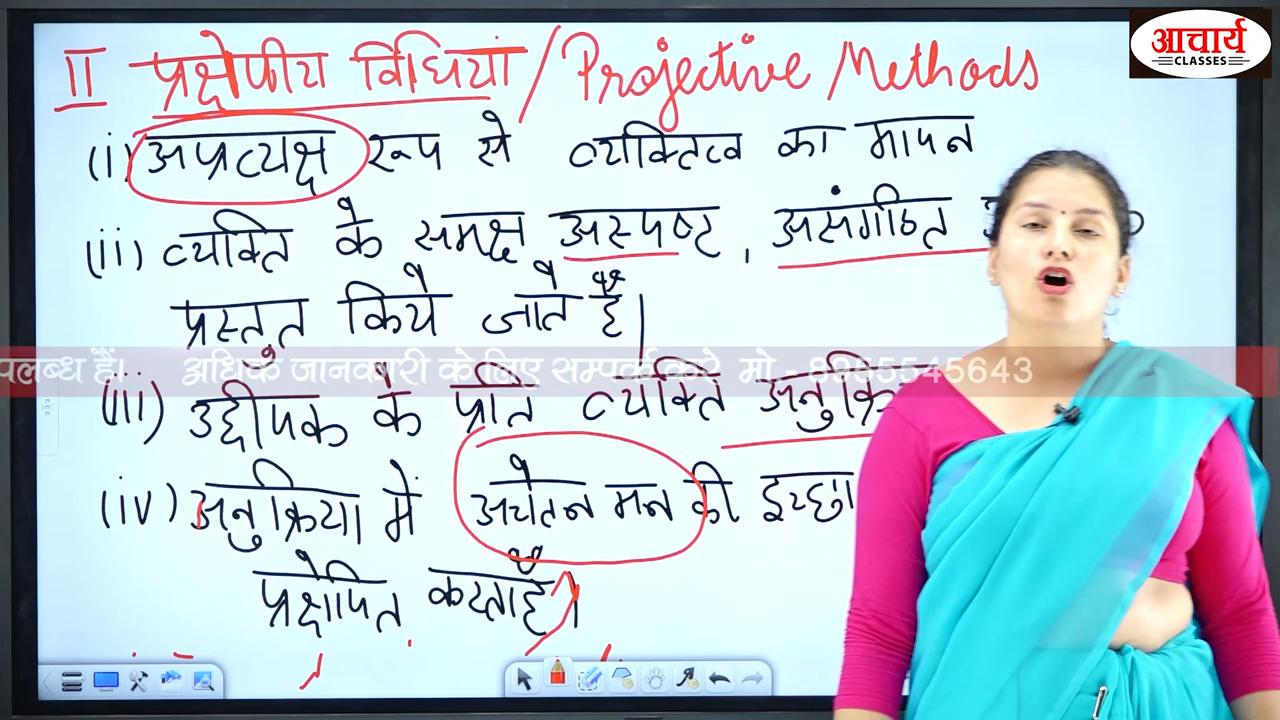 आचार्य
CLASSES
II प्रक्षेपीय विधियां / Projective Methods
(i) अप्रत्यक्ष रूप से व्यक्तित्व का मापन
(ii) व्यक्ति के समक्ष अस्पष्ट, असंगठित
प्रस्तुत किये जाते हैं।
पलब्ध हैं। अधिक जानकारी के लिए सम्पर्क करे मो -
(iii) उद्दीपक के प्रति व्यक्ति
(iv) अनुक्रिया में अचेतन मन की इच्छा
प्रक्षेपित करता है।